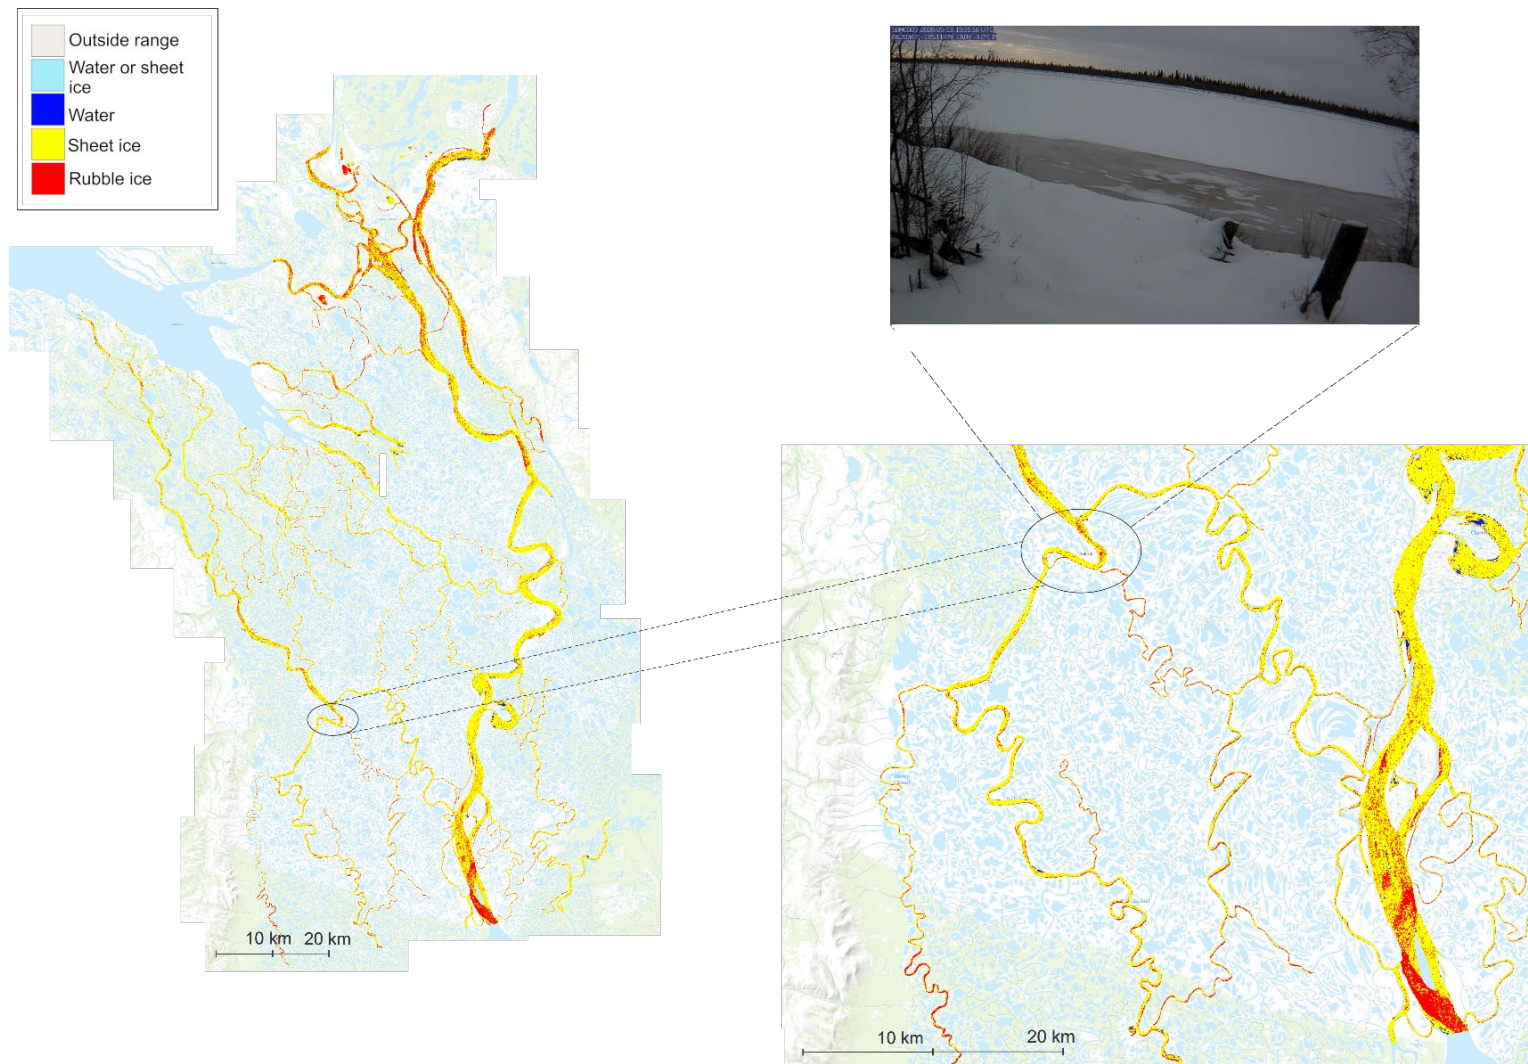 Outside range
Water or sheet
ice
Water
Sheet ice
Rubble ice
10 km 20 km
10 km 20 km